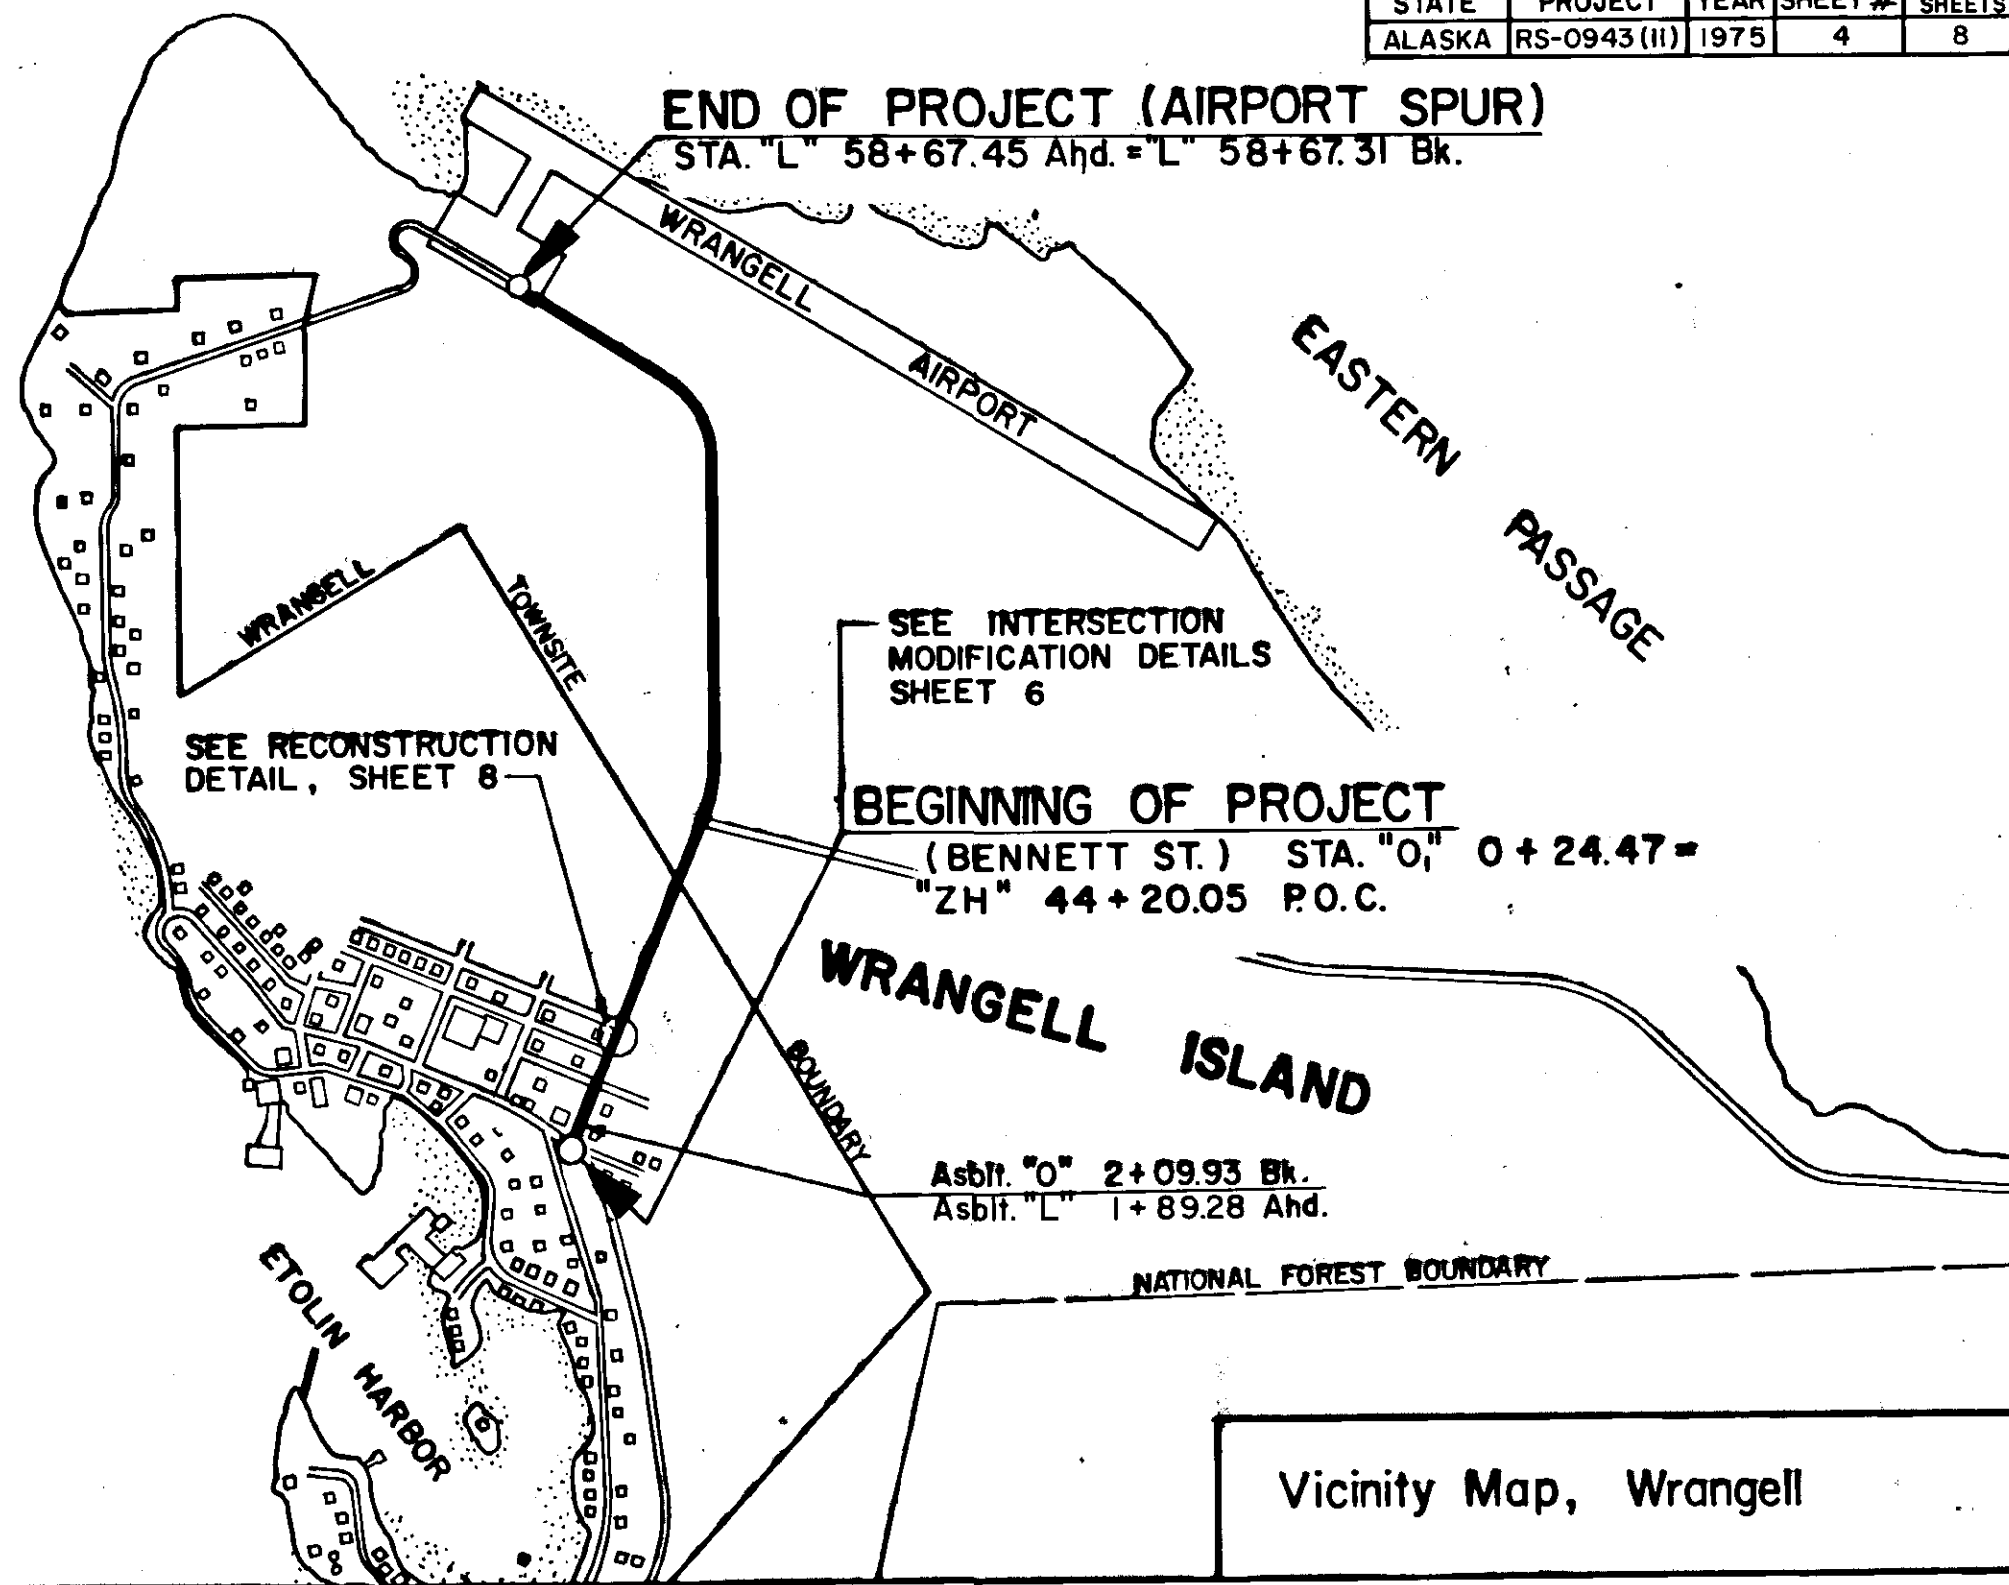 STATE PROJECT YEAR SHEET # SHEETS
ALASKA RS-0943(11) 1975 4 8
END OF PROJECT (AIRPORT SPUR)
STA. "L" 58+67.45 Ahd. = "L" 58+67.31 Bk.
WRANGELL
AIRPORT
EASTERN
PASSAGE
WRANGELL
TOWNSITE
SEE INTERSECTION
MODIFICATION DETAILS
SHEET 6
SEE RECONSTRUCTION
DETAIL, SHEET 8
BEGINNING OF PROJECT
(BENNETT ST.) STA. "O," 0+24.47=
"ZH" 44+20.05 P.O.C.
WRANGELL ISLAND
BOUNDARY
Asblt. "O" 2+09.93 Bk.
Asblt. "L" 1+89.28 Ahd.
NATIONAL FOREST BOUNDARY
ETOLIN
HARBOR
Vicinity Map, Wrangell